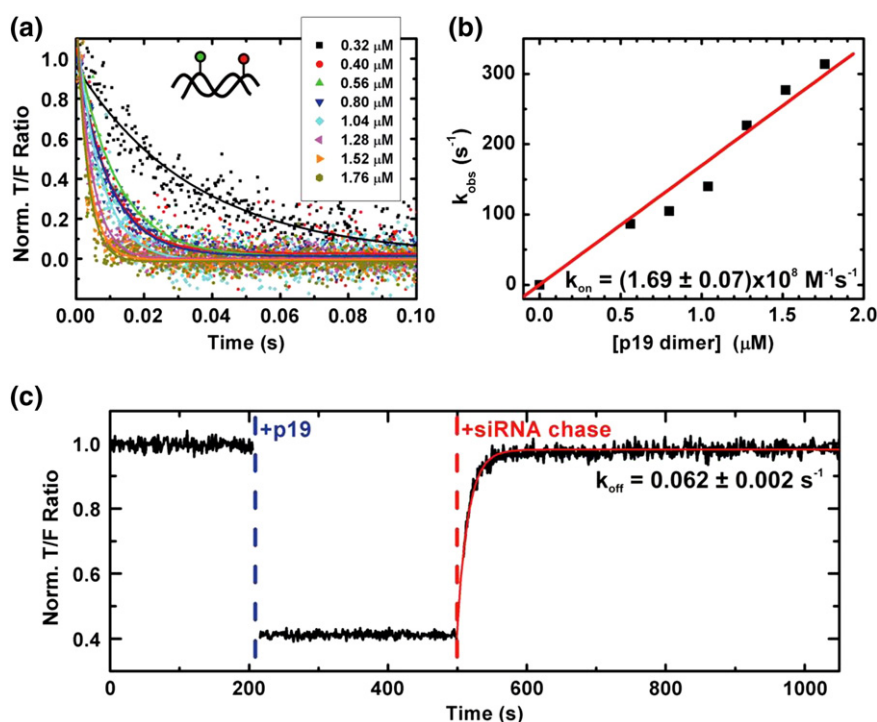 (a)
Norm. T/F Ratio
1.0
0.8
0.6
0.4
0.2
0.0
0.00 0.02 0.04 0.06 0.08 0.10
Time (s)
0.32 μM
0.40 μM
0.56 μM
0.80 μM
1.04 μM
1.28 μM
1.52 μM
1.76 μM
(b)
k_obs (s⁻¹)
300
200
100
0
k_on = (1.69 ± 0.07)x10⁸ M⁻¹s⁻¹
0.0 0.5 1.0 1.5 2.0
[p19 dimer] (μM)
(c)
Norm. T/F Ratio
1.0
0.8
0.6
0.4
+p19
+siRNA chase
k_off = 0.062 ± 0.002 s⁻¹
0 200 400 600 800 1000
Time (s)